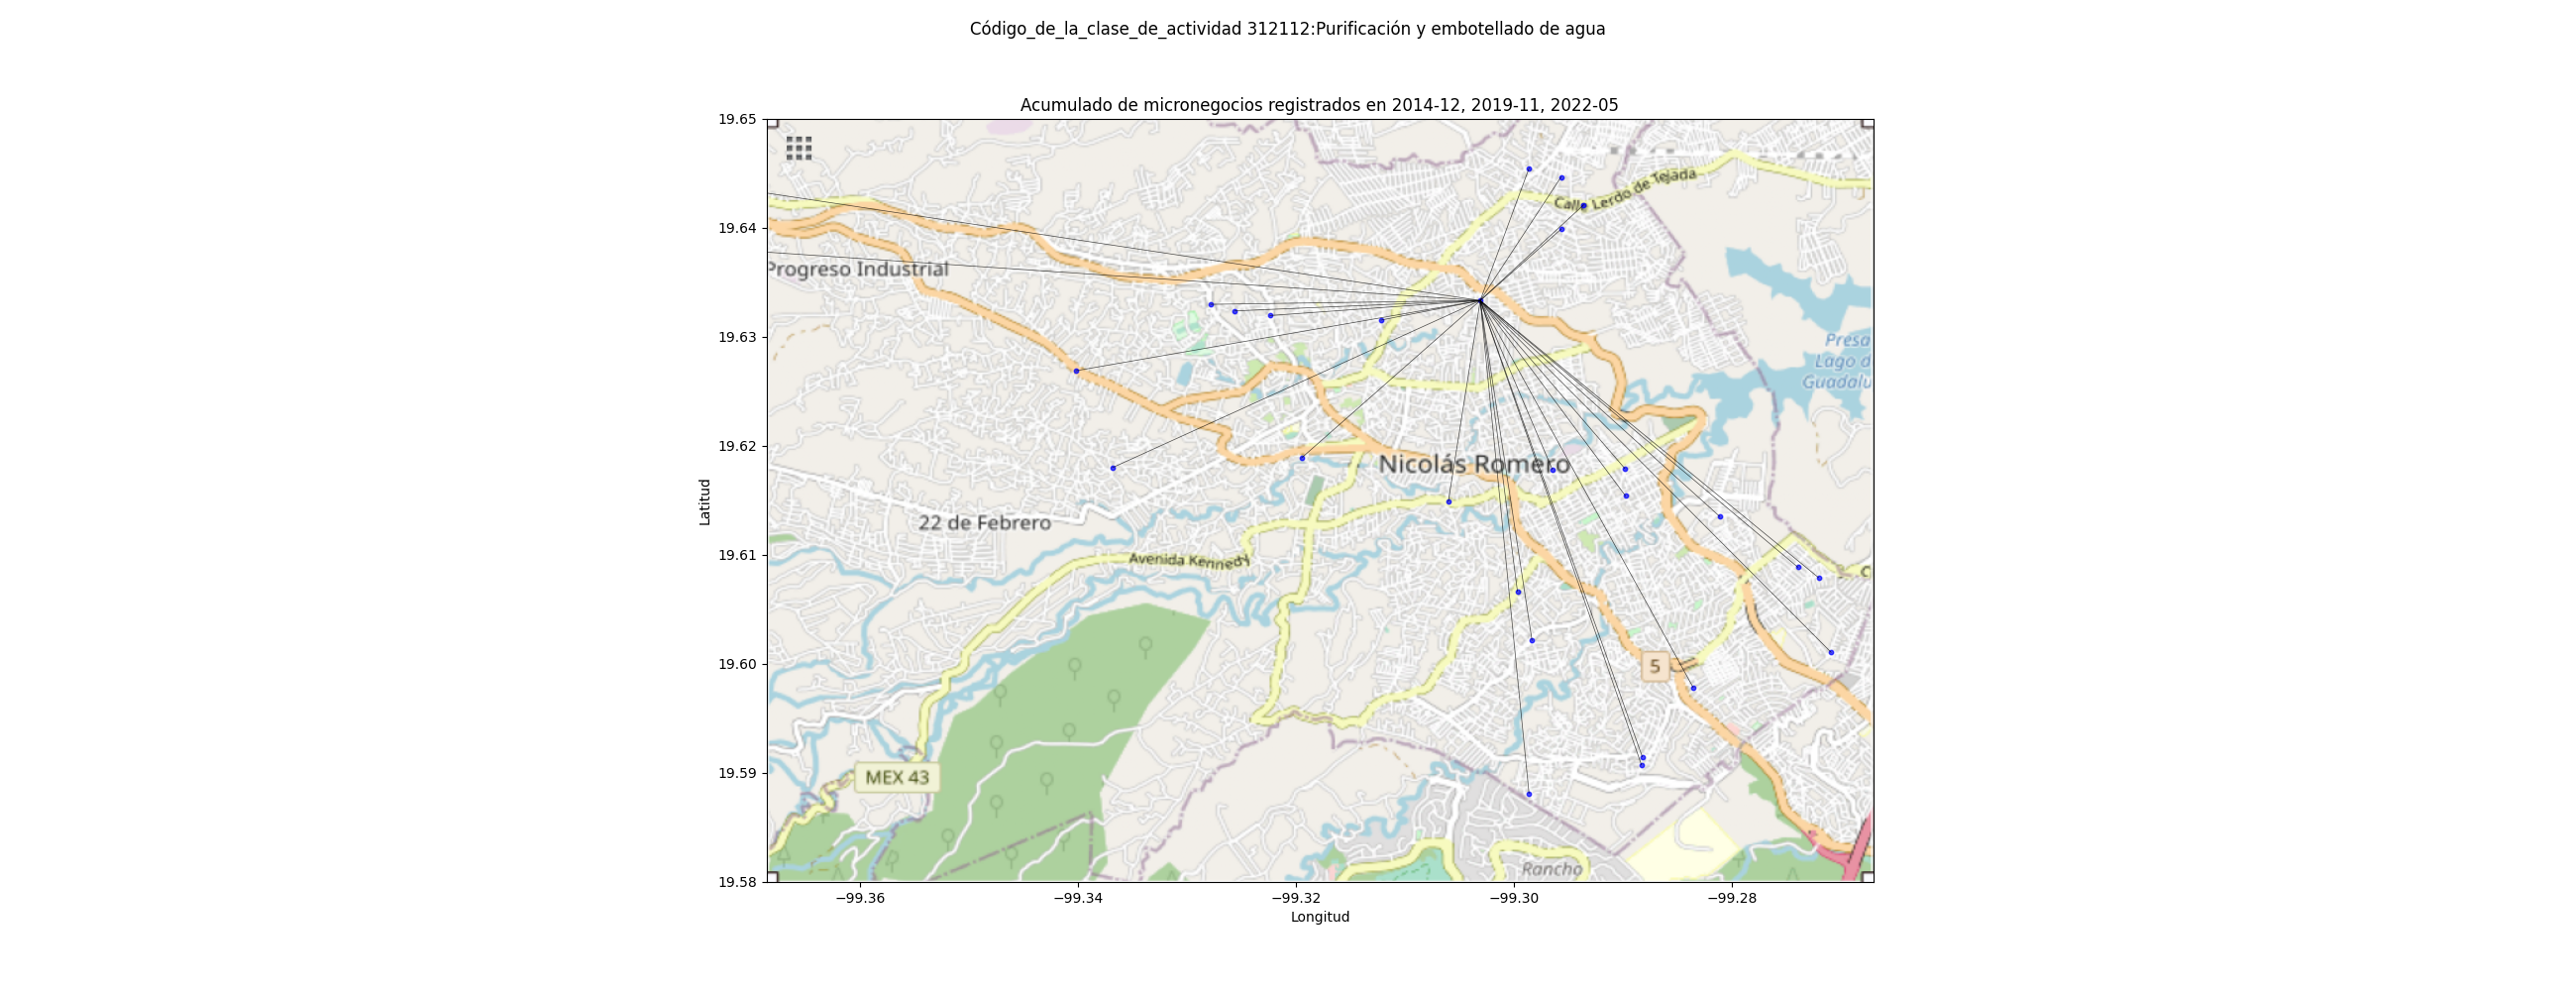 Código_de_la_clase_de_actividad 312112:Purificación y embotellado de agua
Acumulado de micronegocios registrados en 2014-12, 2019-11, 2022-05
19.65
19.64
19.63
19.62
19.61
19.60
19.59
19.58
Latitud
Calle Lerdo de Tejada
Progreso Industrial
Presa
Lago d
Guadalu
Nicolás Romero
22 de Febrero
Avenida Kennedy
C
5
MEX 43
Rancho
−99.36
−99.34
−99.32
−99.30
−99.28
Longitud